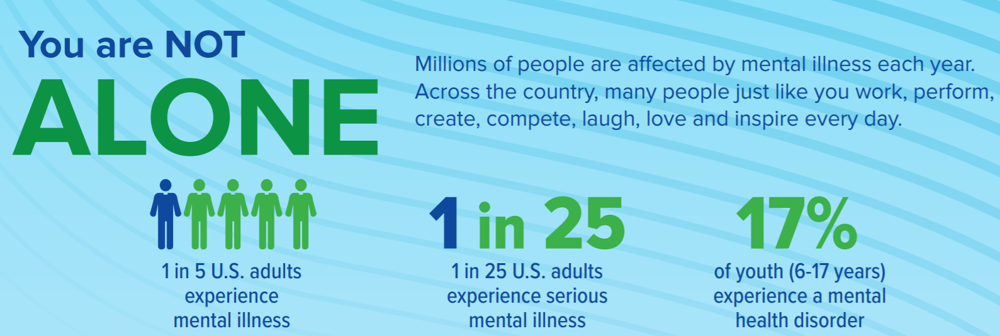 You are NOT
ALONE
Millions of people are affected by mental illness each year.
Across the country, many people just like you work, perform,
create, compete, laugh, love and inspire every day.
1 in 5 U.S. adults
experience
mental illness
1 in 25
1 in 25 U.S. adults
experience serious
mental illness
17%
of youth (6-17 years)
experience a mental
health disorder